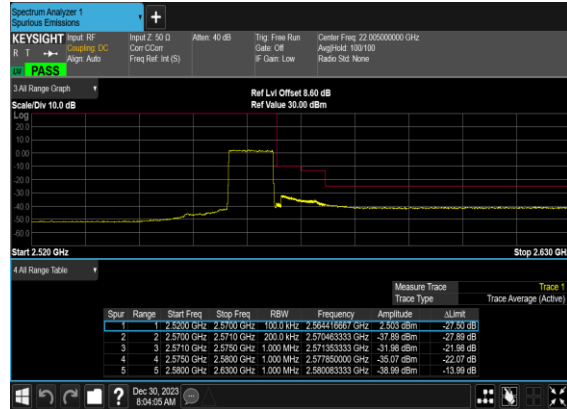 Spectrum Analyzer 1
Spurious Emissions
+
KEYSIGHT Input: RF Input Z: 50 Ω Atten: 40 dB Trig: Free Run Center Freq: 22.005000000 GHz
R T Coupling: DC Corr CCorr Gate: Off Avg|Hold: 100/100
Align: Auto Freq Ref: Int (S) IF Gain: Low Radio Std: None
PASS
3 All Range Graph
Ref Lvl Offset 8.60 dB
Scale/Div 10.0 dB Ref Value 30.00 dBm
Log
20.0
10.0
0.00
-10.0
-20.0
-30.0
-40.0
-50.0
-60.0
Start 2.520 GHz Stop 2.630 GH
4 All Range Table
Measure Trace Trace 1
Trace Type Trace Average (Active)
Spur Range Start Freq Stop Freq RBW Frequency Amplitude ΔLimit
1 1 2.5200 GHz 2.5700 GHz 100.0 kHz 2.564416667 GHz 2.503 dBm -27.50 dB
2 2 2.5700 GHz 2.5710 GHz 200.0 kHz 2.570463333 GHz -37.89 dBm -27.89 dB
3 3 2.5710 GHz 2.5750 GHz 1.000 MHz 2.571353333 GHz -31.98 dBm -21.98 dB
4 4 2.5750 GHz 2.5800 GHz 1.000 MHz 2.577850000 GHz -35.07 dBm -22.07 dB
5 5 2.5800 GHz 2.6300 GHz 1.000 MHz 2.580083333 GHz -38.99 dBm -13.99 dB
? Dec 30, 2023
8:04:05 AM